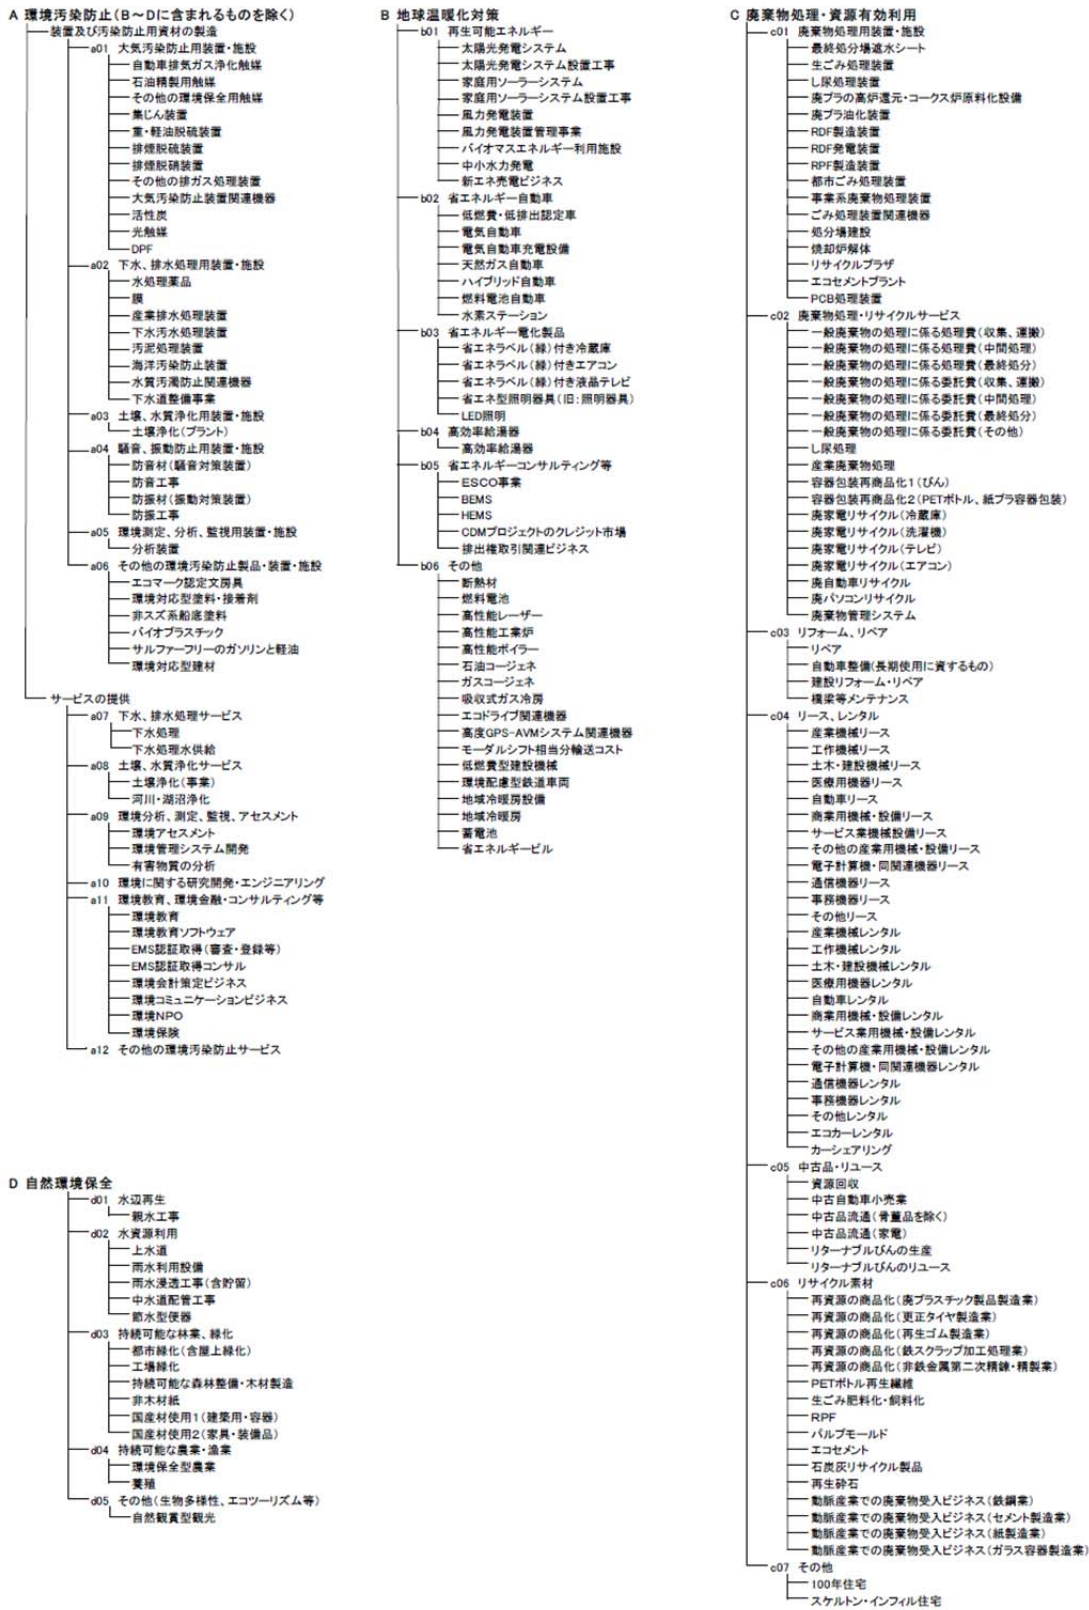 A 環境汚染防止(B～Dに含まれるものを除く)
装置及び汚染防止用資材の製造
a01 大気汚染防止用装置・施設
自動車排気ガス浄化触媒
石油精製用触媒
その他の環境保全用触媒
集じん装置
重・軽油脱硫装置
排煙脱硫装置
排煙脱硝装置
その他の排ガス処理装置
大気汚染防止装置関連機器
活性炭
光触媒
DPF
a02 下水、排水処理用装置・施設
水処理薬品
膜
産業排水処理装置
下水汚水処理装置
汚泥処理装置
海洋汚染防止装置
水質汚濁防止関連機器
下水道整備事業
a03 土壌、水質浄化用装置・施設
土壌浄化(プラント)
a04 騒音、振動防止用装置・施設
防音材(騒音対策装置)
防音工事
防振材(振動対策装置)
防振工事
a05 環境測定、分析、監視用装置・施設
分析装置
a06 その他の環境汚染防止製品・装置・施設
エコマーク認定文房具
環境対応型塗料・接着剤
非スズ系船底塗料
バイオプラスチック
サルファーフリーのガソリンと軽油
環境対応型建材
サービスの提供
a07 下水、排水処理サービス
下水処理
下水処理水供給
a08 土壌、水質浄化サービス
土壌浄化(事業)
河川・湖沼浄化
a09 環境分析、測定、監視、アセスメント
環境アセスメント
環境管理システム開発
有害物質の分析
a10 環境に関する研究開発・エンジニアリング
a11 環境教育、環境金融・コンサルティング等
環境教育
環境教育ソフトウェア
EMS認証取得(審査・登録等)
EMS認証取得コンサル
環境会計策定ビジネス
環境コミュニケーションビジネス
環境NPO
環境保険
a12 その他の環境汚染防止サービス
B 地球温暖化対策
b01 再生可能エネルギー
太陽光発電システム
太陽光発電システム設置工事
家庭用ソーラーシステム
家庭用ソーラーシステム設置工事
風力発電装置
風力発電装置管理事業
バイオマスエネルギー利用施設
中小水力発電
新エネ売電ビジネス
b02 省エネルギー自動車
低燃費・低排出認定車
電気自動車
電気自動車充電設備
天然ガス自動車
ハイブリッド自動車
燃料電池自動車
水素ステーション
b03 省エネルギー電化製品
省エネラベル(緑)付き冷蔵庫
省エネラベル(緑)付きエアコン
省エネラベル(緑)付き液晶テレビ
省エネ型照明器具(旧:照明器具)
LED照明
b04 高効率給湯器
高効率給湯器
b05 省エネルギーコンサルティング等
ESCO事業
BEMS
HEMS
CDMプロジェクトのクレジット市場
排出権取引関連ビジネス
b06 その他
断熱材
燃料電池
高性能レーザー
高性能工業炉
高性能ボイラー
石油コージェネ
ガスコージェネ
吸収式ガス冷房
エコドライブ関連機器
高度GPS-AVMシステム関連機器
モーダルシフト相当分輸送コスト
低燃費型建設機械
環境配慮型鉄道車両
地域冷暖房設備
地域冷暖房
蓄電池
省エネルギービル
C 廃棄物処理・資源有効利用
c01 廃棄物処理用装置・施設
最終処分場遮水シート
生ごみ処理装置
し尿処理装置
廃プラの高炉還元・コークス炉原料化設備
廃プラ油化装置
RDF製造装置
RDF発電装置
RPF製造装置
都市ごみ処理装置
事業系廃棄物処理装置
ごみ処理装置関連機器
処分場建設
焼却炉解体
リサイクルプラザ
エコセメントプラント
PCB処理装置
c02 廃棄物処理・リサイクルサービス
一般廃棄物の処理に係る処理費(収集、運搬)
一般廃棄物の処理に係る処理費(中間処理)
一般廃棄物の処理に係る処理費(最終処分)
一般廃棄物の処理に係る委託費(収集、運搬)
一般廃棄物の処理に係る委託費(中間処理)
一般廃棄物の処理に係る委託費(最終処分)
一般廃棄物の処理に係る委託費(その他)
し尿処理
産業廃棄物処理
容器包装再商品化1(びん)
容器包装再商品化2(PETボトル、紙プラ容器包装)
廃家電リサイクル(冷蔵庫)
廃家電リサイクル(洗濯機)
廃家電リサイクル(テレビ)
廃家電リサイクル(エアコン)
廃自動車リサイクル
廃パソコンリサイクル
廃棄物管理システム
c03 リフォーム、リペア
リペア
自動車整備(長期使用に資するもの)
建設リフォーム・リペア
橋梁等メンテナンス
c04 リース、レンタル
産業機械リース
工作機械リース
土木・建設機械リース
医療用機器リース
自動車リース
商業用機械・設備リース
サービス業機械設備リース
その他の産業用機械・設備リース
電子計算機・同関連機器リース
通信機器リース
事務機器リース
その他リース
産業機械レンタル
工作機械レンタル
土木・建設機械レンタル
医療用機器レンタル
自動車レンタル
商業用機械・設備レンタル
サービス業用機械・設備レンタル
その他の産業用機械・設備レンタル
電子計算機・同関連機器レンタル
通信機器レンタル
事務機器レンタル
その他レンタル
エコカーレンタル
カーシェアリング
c05 中古品・リユース
資源回収
中古自動車小売業
中古品流通(骨董品を除く)
中古品流通(家電)
リターナブルびんの生産
リターナブルびんのリユース
c06 リサイクル素材
再資源の商品化(廃プラスチック製品製造業)
再資源の商品化(更正タイヤ製造業)
再資源の商品化(再生ゴム製造業)
再資源の商品化(鉄スクラップ加工処理業)
再資源の商品化(非鉄金属第二次精錬・精製業)
PETボトル再生繊維
生ごみ肥料化・飼料化
RPF
パルプモールド
エコセメント
石炭灰リサイクル製品
再生砕石
動脈産業での廃棄物受入ビジネス(鉄鋼業)
動脈産業での廃棄物受入ビジネス(セメント製造業)
動脈産業での廃棄物受入ビジネス(紙製造業)
動脈産業での廃棄物受入ビジネス(ガラス容器製造業)
c07 その他
100年住宅
スケルトン・インフィル住宅
D 自然環境保全
d01 水辺再生
親水工事
d02 水資源利用
上水道
雨水利用設備
雨水浸透工事(含貯留)
中水道配管工事
節水型便器
d03 持続可能な林業、緑化
都市緑化(含屋上緑化)
工場緑化
持続可能な森林整備・木材製造
非木材紙
国産材使用1(建築用・容器)
国産材使用2(家具・装備品)
d04 持続可能な農業・漁業
環境保全型農業
養殖
d05 その他(生物多様性、エコツーリズム等)
自然観賞型観光